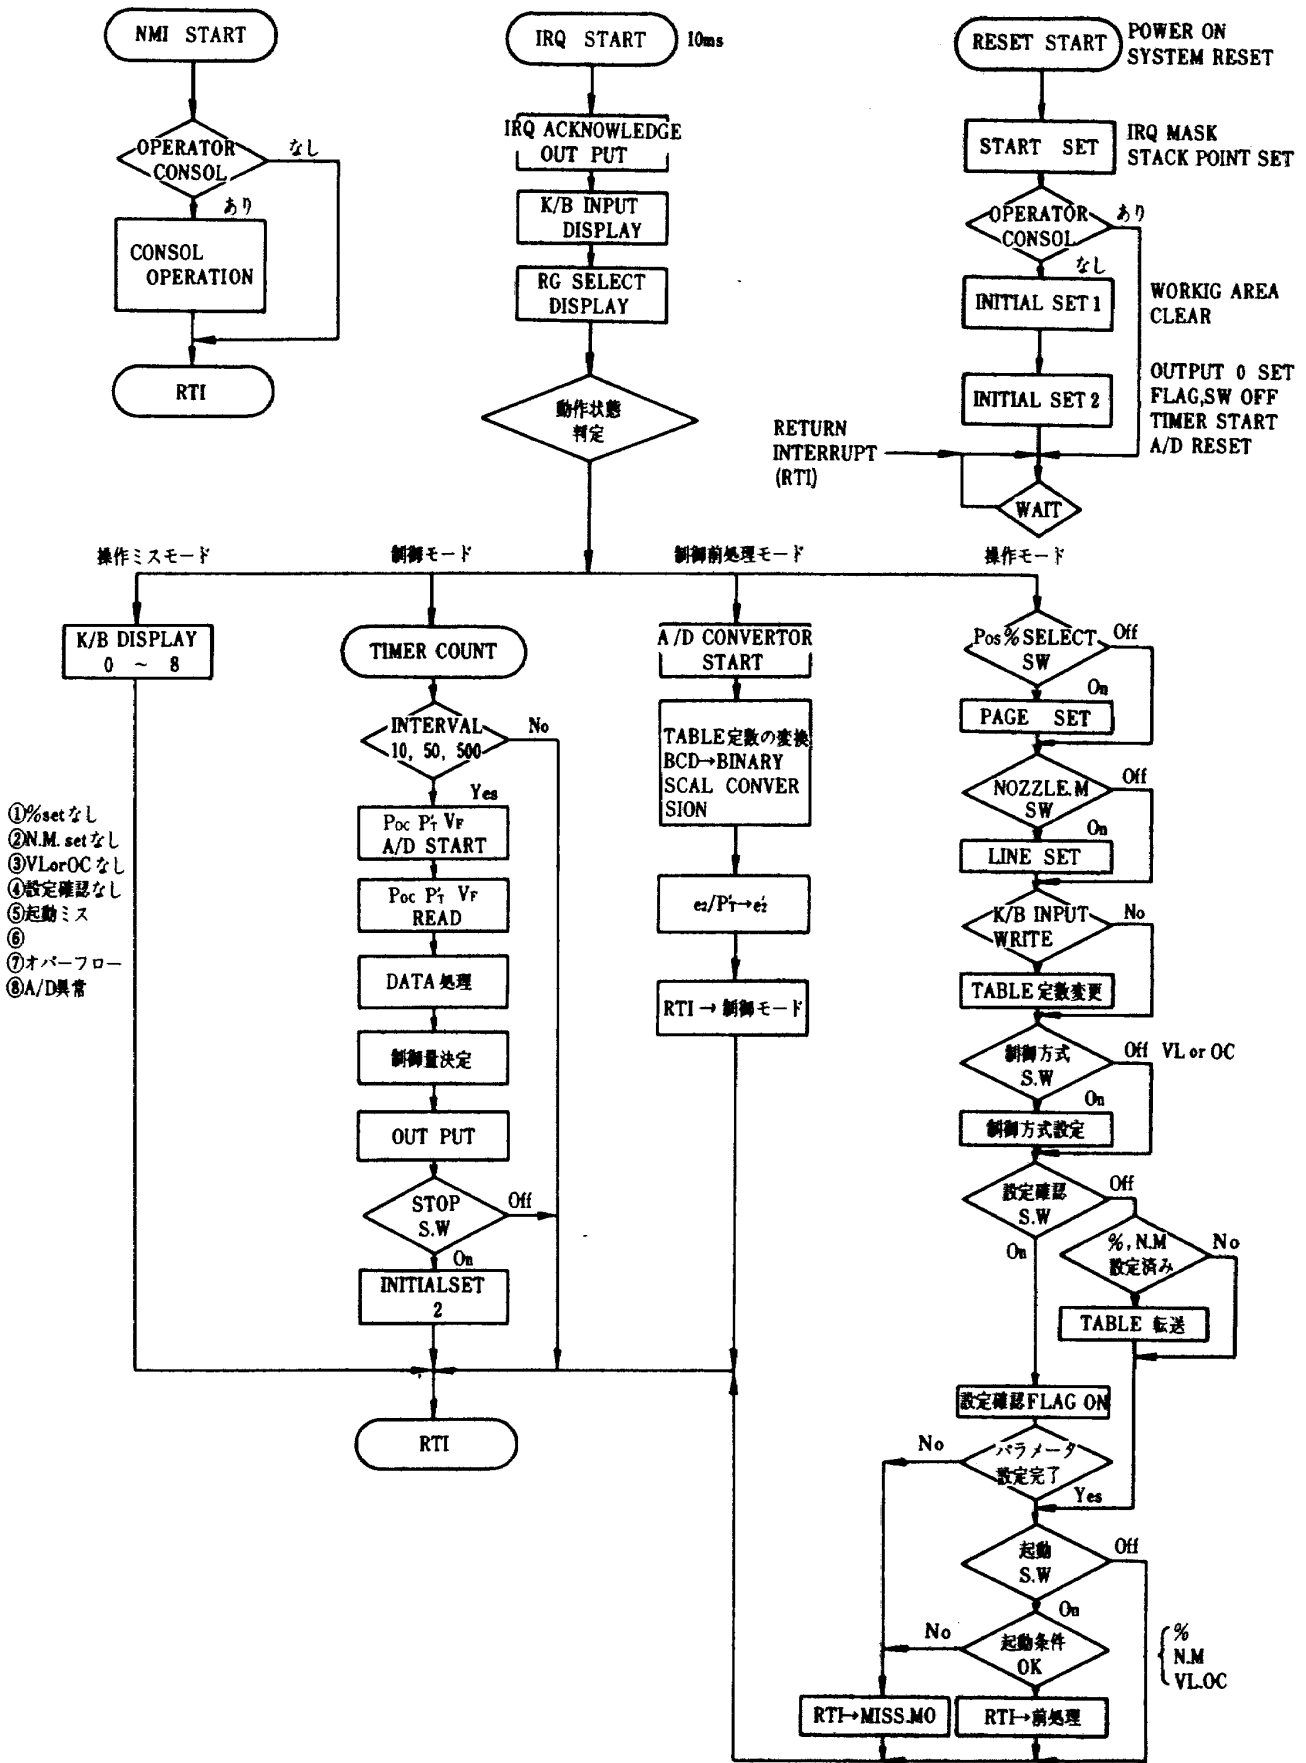 NMI START
OPERATOR
CONSOL
なし
あり
CONSOL
OPERATION
RTI
IRQ START
10ms
IRQ ACKNOWLEDGE
OUT PUT
K/B INPUT
DISPLAY
RG SELECT
DISPLAY
動作状態
判定
RESET START
POWER ON
SYSTEM RESET
START SET
IRQ MASK
STACK POINT SET
OPERATOR
CONSOL
あり
なし
INITIAL SET 1
WORKIG AREA
CLEAR
INITIAL SET 2
OUTPUT 0 SET
FLAG,SW OFF
TIMER START
A/D RESET
RETURN
INTERRUPT
(RTI)
WAIT
操作ミスモード
K/B DISPLAY
0 ~ 8
①%setなし
②N.M. setなし
③VLorOCなし
④設定確認なし
⑤起動ミス
⑥
⑦オバーフロー
⑧A/D異常
制御モード
TIMER COUNT
INTERVAL
10, 50, 500
No
Yes
POC P'T VF
A/D START
POC P'T VF
READ
DATA処理
制御量決定
OUT PUT
STOP
S.W
Off
On
INITIALSET
2
RTI
制御前処理モード
A/D CONVERTOR
START
TABLE定数の変換
BCD→BINARY
SCAL CONVER
SION
e2/P'T→e'2
RTI→制御モード
操作モード
Pos%SELECT
SW
Off
On
PAGE SET
NOZZLE.M
SW
Off
On
LINE SET
K/B INPUT
WRITE
No
TABLE定数変更
制御方式
S.W
Off VL or OC
On
制御方式設定
設定確認
S.W
Off
On
%, N.M
設定済み
No
TABLE 転送
設定確認FLAG ON
パラメータ
設定完了
No
Yes
起動
S.W
Off
On
起動条件
OK
No
%
N.M
VL.OC
RTI→MISS.MO
RTI→前処理